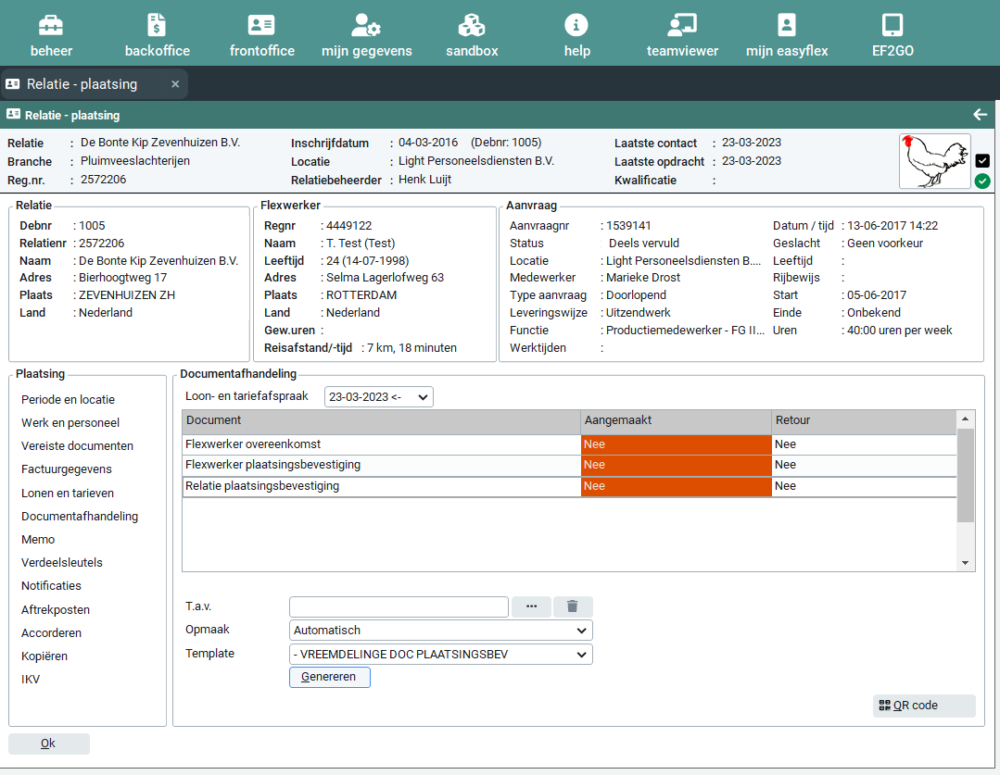 beheer backoffice frontoffice mijn gegevens sandbox help teamviewer mijn easyflex EF2GO
Relatie - plaatsing ×
Relatie - plaatsing
Relatie : De Bonte Kip Zevenhuizen B.V. Inschrijfdatum : 04-03-2016 (Debnr: 1005) Laatste contact : 23-03-2023
Branche : Pluimveeslachterijen Locatie : Light Personeelsdiensten B.V. Laatste opdracht : 23-03-2023
Reg.nr. : 2572206 Relatiebeheerder : Henk Luijt Kwalificatie :
Relatie
Debnr : 1005
Relatienr : 2572206
Naam : De Bonte Kip Zevenhuizen B.V.
Adres : Bierhoogtweg 17
Plaats : ZEVENHUIZEN ZH
Land : Nederland
Flexwerker
Regnr : 4449122
Naam : T. Test (Test)
Leeftijd : 24 (14-07-1998)
Adres : Selma Lagerlofweg 63
Plaats : ROTTERDAM
Land : Nederland
Gew.uren :
Reisafstand/-tijd : 7 km, 18 minuten
Aanvraag
Aanvraagnr : 1539141 Datum / tijd : 13-06-2017 14:22
Status : Deels vervuld Geslacht : Geen voorkeur
Locatie : Light Personeelsdiensten B.... Leeftijd :
Medewerker : Marieke Drost Rijbewijs :
Type aanvraag : Doorlopend Start : 05-06-2017
Leveringswijze : Uitzendwerk Einde : Onbekend
Functie : Productiemedewerker - FG II... Uren : 40:00 uren per week
Werktijden :
Plaatsing
Periode en locatie
Werk en personeel
Vereiste documenten
Factuurgegevens
Lonen en tarieven
Documentafhandeling
Memo
Verdeelsleutels
Notificaties
Aftrekposten
Accorderen
Kopiëren
IKV
Documentafhandeling
Loon- en tariefafspraak 23-03-2023 <-
Document Aangemaakt Retour
Flexwerker overeenkomst Nee Nee
Flexwerker plaatsingsbevestiging Nee Nee
Relatie plaatsingsbevestiging Nee Nee
T.a.v. ...
Opmaak Automatisch
Template - VREEMDELINGE DOC PLAATSINGSBEV
Genereren
QR code
Ok